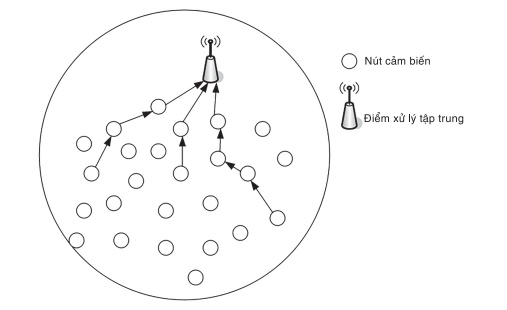 Nút cảm biến
Điểm xử lý tập trung